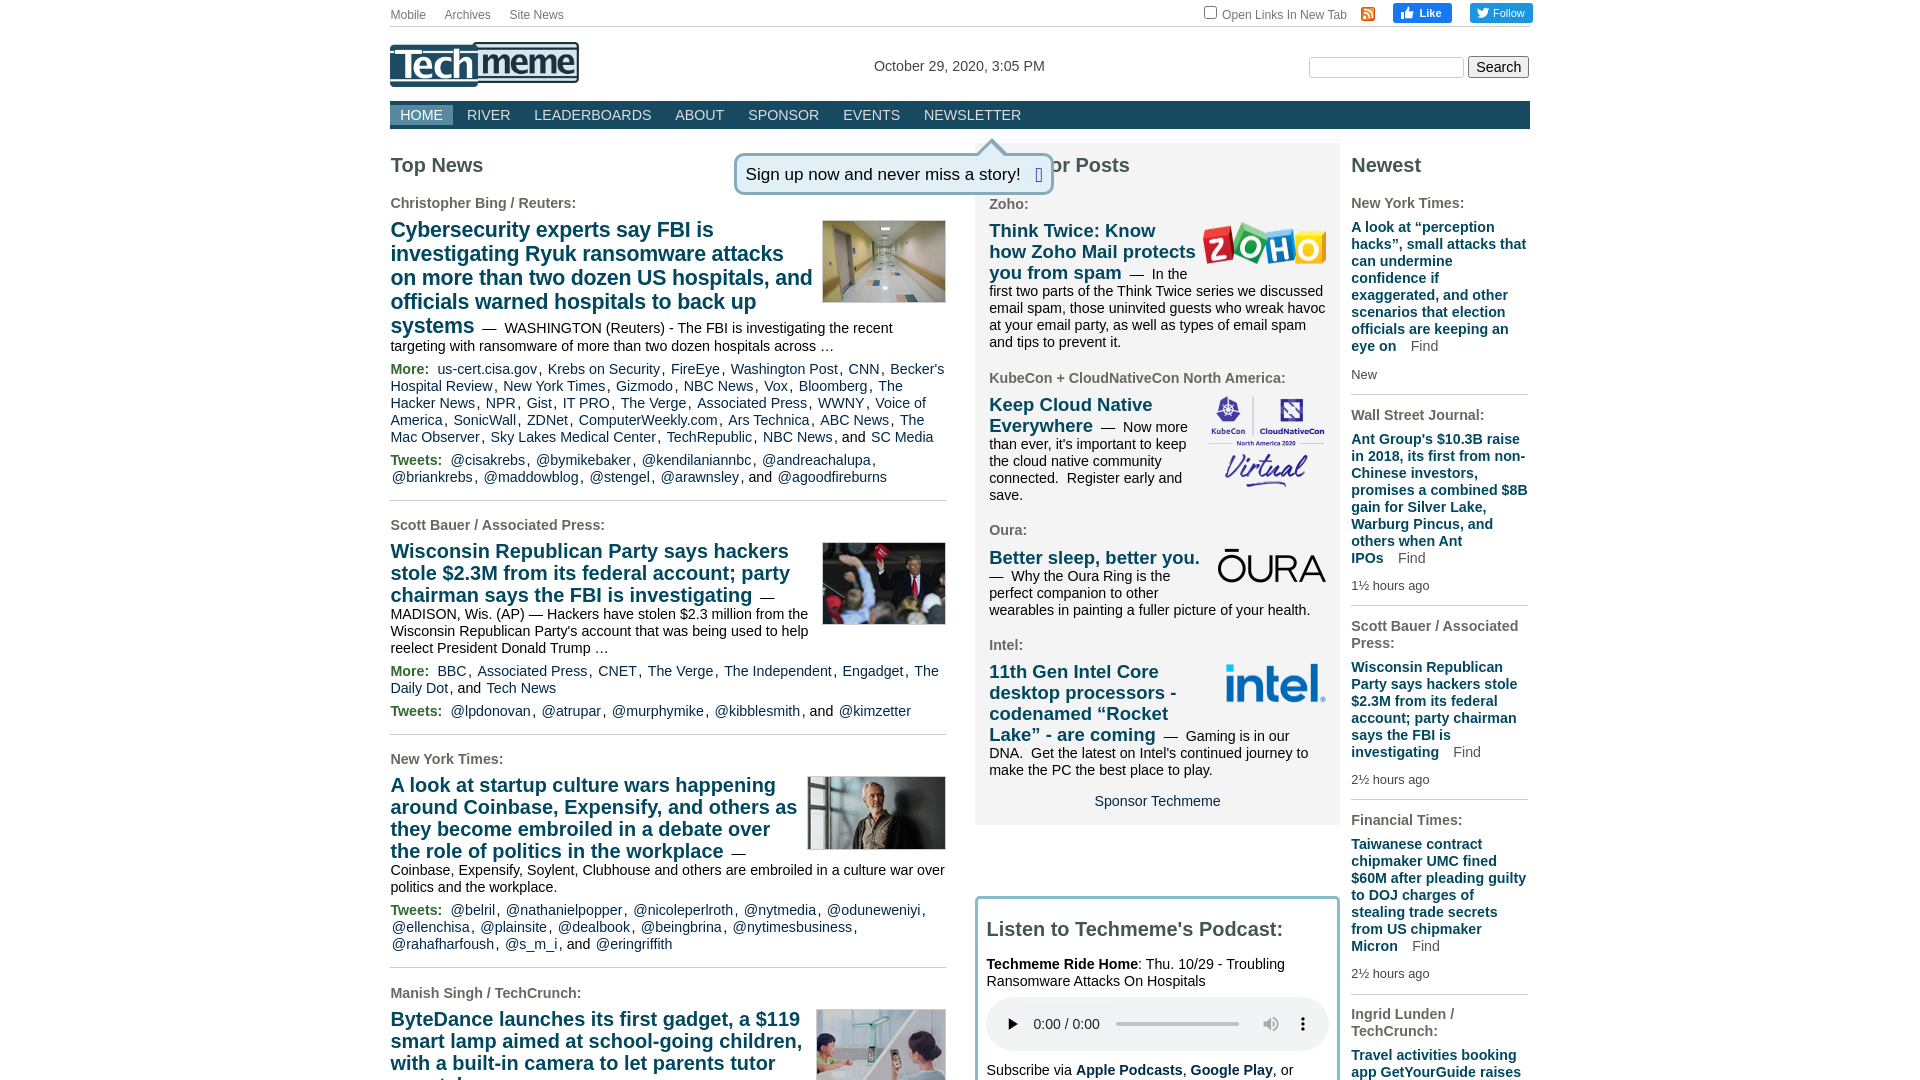 Mobile Archives Site News
Open Links In New Tab Like Follow
Techmeme
October 29, 2020, 3:05 PM
Search
HOME RIVER LEADERBOARDS ABOUT SPONSOR EVENTS NEWSLETTER
Sign up now and never miss a story!
Top News
Christopher Bing / Reuters:
Cybersecurity experts say FBI is
investigating Ryuk ransomware attacks
on more than two dozen US hospitals, and
officials warned hospitals to back up
systems — WASHINGTON (Reuters) - The FBI is investigating the recent
targeting with ransomware of more than two dozen hospitals across …
More: us-cert.cisa.gov, Krebs on Security, FireEye, Washington Post, CNN, Becker's
Hospital Review, New York Times, Gizmodo, NBC News, Vox, Bloomberg, The
Hacker News, NPR, Gist, IT PRO, The Verge, Associated Press, WWNY, Voice of
America, SonicWall, ZDNet, ComputerWeekly.com, Ars Technica, ABC News, The
Mac Observer, Sky Lakes Medical Center, TechRepublic, NBC News, and SC Media
Tweets: @cisakrebs, @bymikebaker, @kendilaniannbc, @andreachalupa,
@briankrebs, @maddowblog, @stengel, @arawnsley, and @agoodfireburns
Scott Bauer / Associated Press:
Wisconsin Republican Party says hackers
stole $2.3M from its federal account; party
chairman says the FBI is investigating —
MADISON, Wis. (AP) — Hackers have stolen $2.3 million from the
Wisconsin Republican Party's account that was being used to help
reelect President Donald Trump …
More: BBC, Associated Press, CNET, The Verge, The Independent, Engadget, The
Daily Dot, and Tech News
Tweets: @lpdonovan, @atrupar, @murphymike, @kibblesmith, and @kimzetter
New York Times:
A look at startup culture wars happening
around Coinbase, Expensify, and others as
they become embroiled in a debate over
the role of politics in the workplace —
Coinbase, Expensify, Soylent, Clubhouse and others are embroiled in a culture war over
politics and the workplace.
Tweets: @belril, @nathanielpopper, @nicoleperlroth, @nytmedia, @oduneweniyi,
@ellenchisa, @plainsite, @dealbook, @beingbrina, @nytimesbusiness,
@rahafharfoush, @s_m_i, and @eringriffith
Manish Singh / TechCrunch:
ByteDance launches its first gadget, a $119
smart lamp aimed at school-going children,
with a built-in camera to let parents tutor
or Posts
Zoho:
ZOHO
Think Twice: Know
how Zoho Mail protects
you from spam — In the
first two parts of the Think Twice series we discussed
email spam, those uninvited guests who wreak havoc
at your email party, as well as types of email spam
and tips to prevent it.
KubeCon + CloudNativeCon North America:
KubeCon CloudNativeCon
North America 2020
Virtual
Keep Cloud Native
Everywhere — Now more
than ever, it's important to keep
the cloud native community
connected. Register early and
save.
Oura:
ŌURA
Better sleep, better you.
— Why the Oura Ring is the
perfect companion to other
wearables in painting a fuller picture of your health.
Intel:
intel
11th Gen Intel Core
desktop processors -
codenamed “Rocket
Lake” - are coming — Gaming is in our
DNA. Get the latest on Intel's continued journey to
make the PC the best place to play.
Sponsor Techmeme
Listen to Techmeme's Podcast:
Techmeme Ride Home: Thu. 10/29 - Troubling
Ransomware Attacks On Hospitals
0:00 / 0:00
Subscribe via Apple Podcasts, Google Play, or
Newest
New York Times:
A look at “perception
hacks”, small attacks that
can undermine
confidence if
exaggerated, and other
scenarios that election
officials are keeping an
eye on Find
New
Wall Street Journal:
Ant Group's $10.3B raise
in 2018, its first from non-
Chinese investors,
promises a combined $8B
gain for Silver Lake,
Warburg Pincus, and
others when Ant
IPOs Find
1½ hours ago
Scott Bauer / Associated
Press:
Wisconsin Republican
Party says hackers stole
$2.3M from its federal
account; party chairman
says the FBI is
investigating Find
2½ hours ago
Financial Times:
Taiwanese contract
chipmaker UMC fined
$60M after pleading guilty
to DOJ charges of
stealing trade secrets
from US chipmaker
Micron Find
2½ hours ago
Ingrid Lunden /
TechCrunch:
Travel activities booking
app GetYourGuide raises